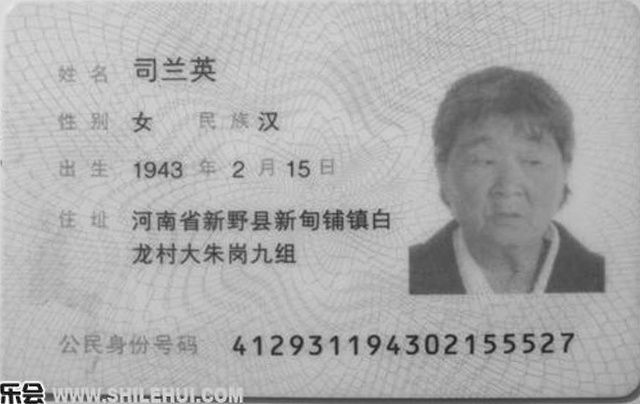 姓名 司兰英
性别 女 民族 汉
出生 1943 年 2 月 15 日
住址 河南省新野县新甸铺镇白
龙村大朱岗九组
公民身份号码 412931194302155527
乐会 WWW.SHILEHUI.COM